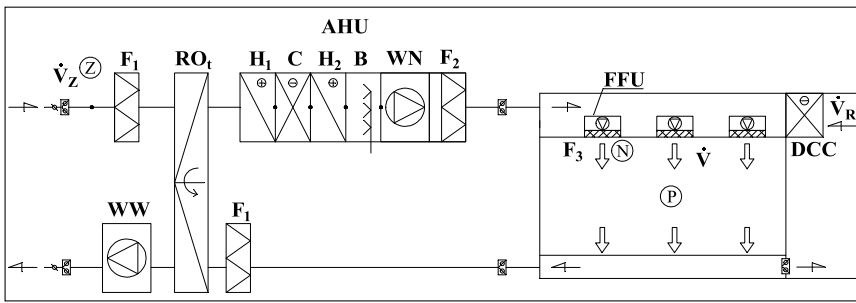 AHU
V̇Z Z F1 ROt H1 C H2 B WN F2
FFU
V̇R
F3 N V̇ DCC
P
WW F1